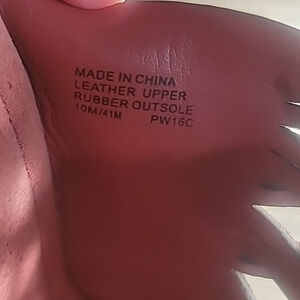 MADE IN CHINA
LEATHER UPPER
RUBBER OUTSOLE
10M/41M PW16C